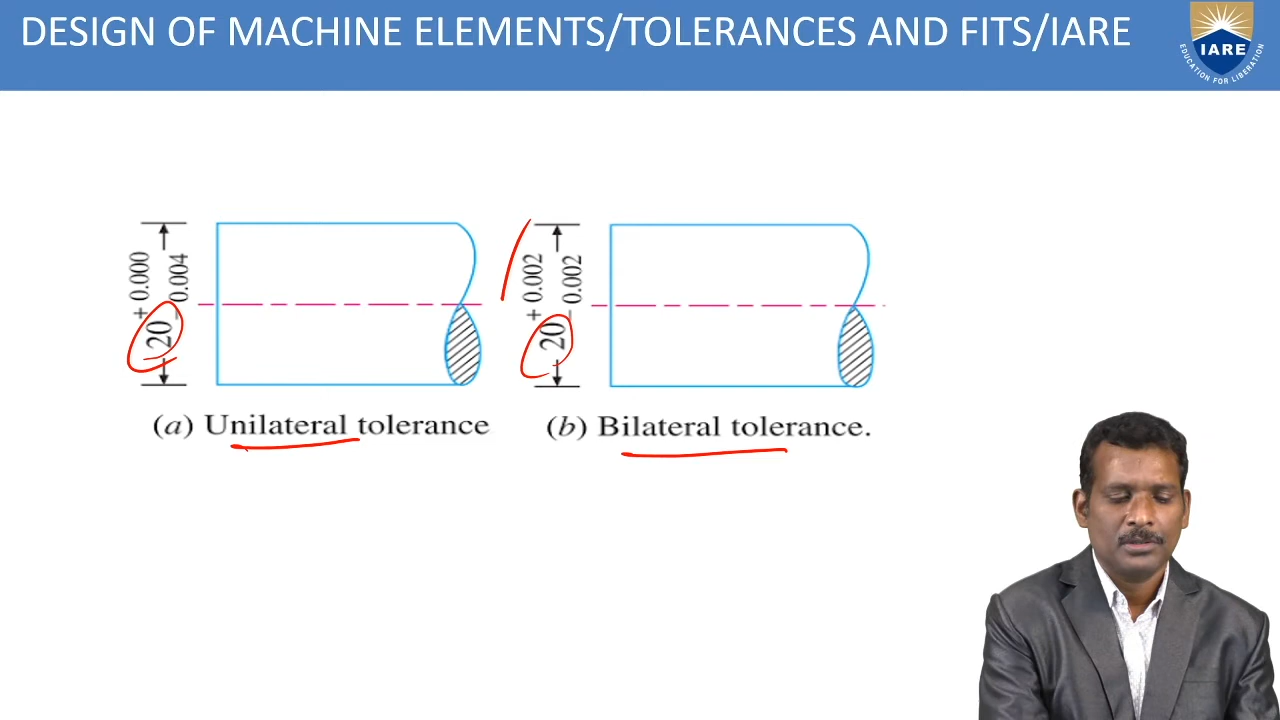 DESIGN OF MACHINE ELEMENTS/TOLERANCES AND FITS/IARE
IARE
EDUCATION FOR LIBERATION
20 + 0.000
– 0.004
20 + 0.002
– 0.002
(a) Unilateral tolerance
(b) Bilateral tolerance.